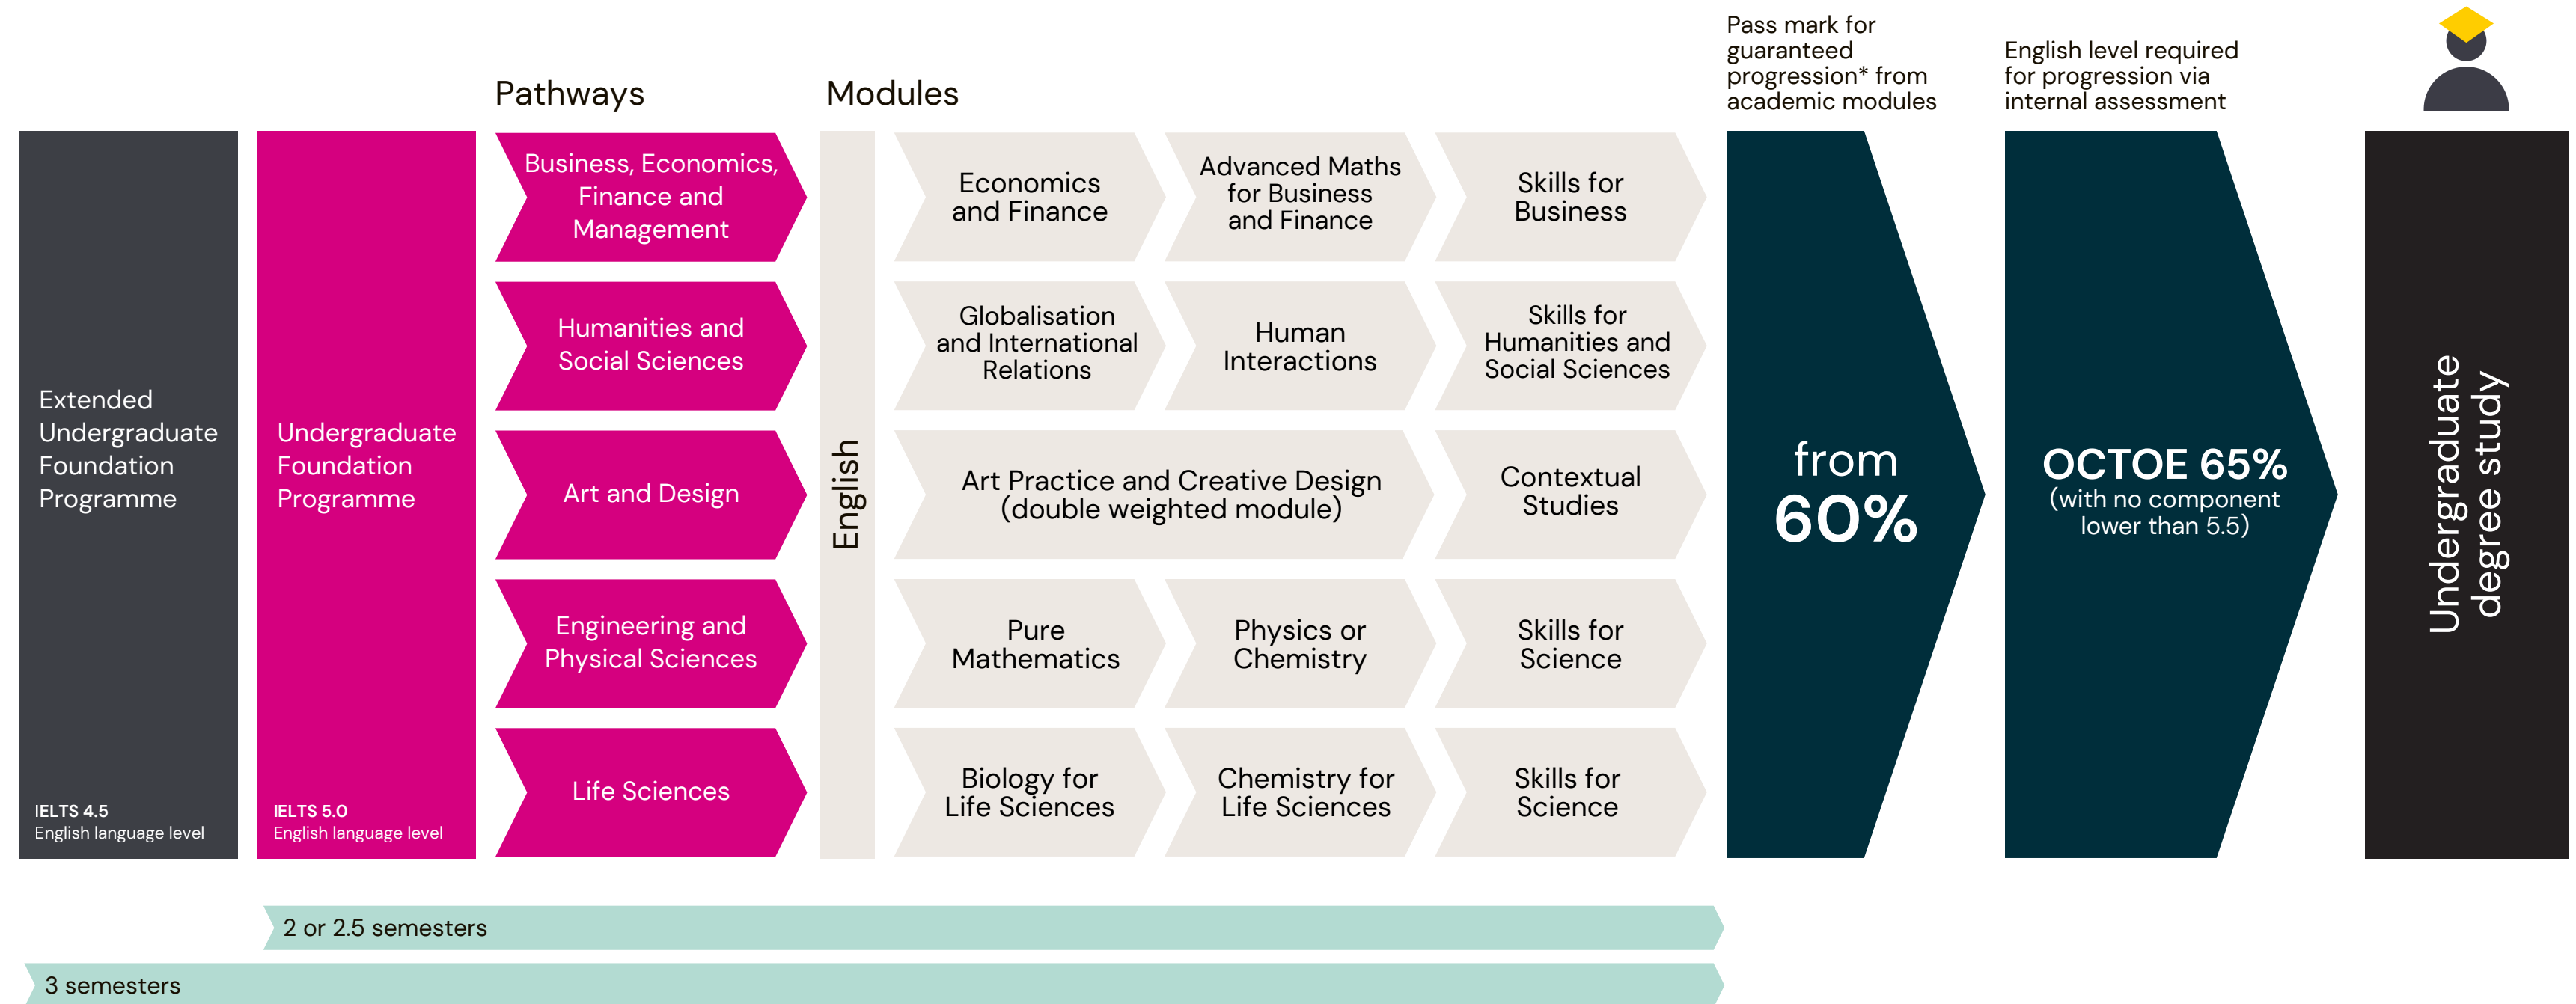 Pathways
Modules
Pass mark for
guaranteed
progression* from
academic modules
English level required
for progression via
internal assessment
Extended
Undergraduate
Foundation
Programme
IELTS 4.5
English language level
Undergraduate
Foundation
Programme
IELTS 5.0
English language level
Business, Economics,
Finance and
Management
Humanities and
Social Sciences
Art and Design
Engineering and
Physical Sciences
Life Sciences
English
Economics
and Finance
Advanced Maths
for Business
and Finance
Skills for
Business
Globalisation
and International
Relations
Human
Interactions
Skills for
Humanities and
Social Sciences
Art Practice and Creative Design
(double weighted module)
Contextual
Studies
Pure
Mathematics
Physics or
Chemistry
Skills for
Science
Biology for
Life Sciences
Chemistry for
Life Sciences
Skills for
Science
from
60%
OCTOE 65%
(with no component
lower than 5.5)
Undergraduate
degree study
2 or 2.5 semesters
3 semesters